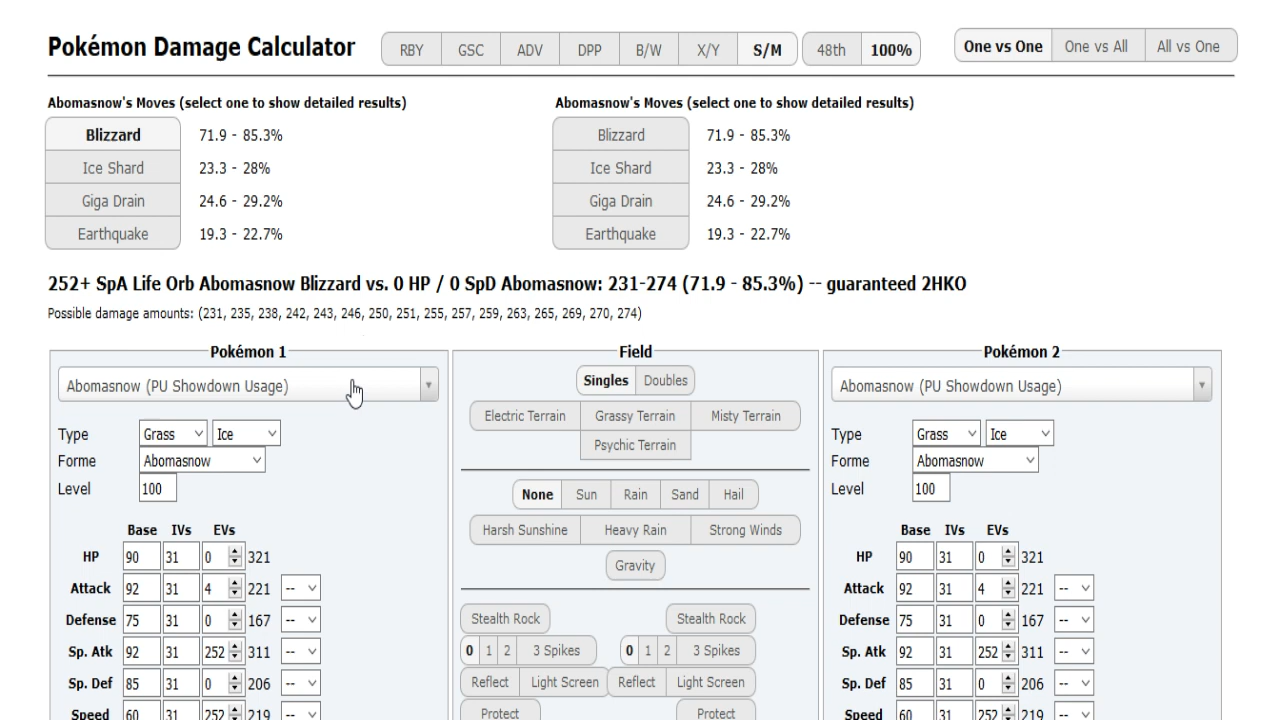 Pokémon Damage Calculator RBY GSC ADV DPP B/W X/Y S/M 48th 100% One vs One One vs All All vs One
Abomasnow's Moves (select one to show detailed results)
Blizzard 71.9 - 85.3%
Ice Shard 23.3 - 28%
Giga Drain 24.6 - 29.2%
Earthquake 19.3 - 22.7%
Abomasnow's Moves (select one to show detailed results)
Blizzard 71.9 - 85.3%
Ice Shard 23.3 - 28%
Giga Drain 24.6 - 29.2%
Earthquake 19.3 - 22.7%
252+ SpA Life Orb Abomasnow Blizzard vs. 0 HP / 0 SpD Abomasnow: 231-274 (71.9 - 85.3%) -- guaranteed 2HKO
Possible damage amounts: (231, 235, 238, 242, 243, 246, 250, 251, 255, 257, 259, 263, 265, 269, 270, 274)
Pokémon 1
Abomasnow (PU Showdown Usage)
Type Grass Ice
Forme Abomasnow
Level 100
Base IVs EVs
HP 90 31 0 321
Attack 92 31 4 221 --
Defense 75 31 0 167 --
Sp. Atk 92 31 252 311 --
Sp. Def 85 31 0 206 --
Speed 60 31 252 219 --
Field
Singles Doubles
Electric Terrain Grassy Terrain Misty Terrain
Psychic Terrain
None Sun Rain Sand Hail
Harsh Sunshine Heavy Rain Strong Winds
Gravity
Stealth Rock Stealth Rock
0 1 2 3 Spikes 0 1 2 3 Spikes
Reflect Light Screen Reflect Light Screen
Protect Protect
Pokémon 2
Abomasnow (PU Showdown Usage)
Type Grass Ice
Forme Abomasnow
Level 100
Base IVs EVs
HP 90 31 0 321
Attack 92 31 4 221 --
Defense 75 31 0 167 --
Sp. Atk 92 31 252 311 --
Sp. Def 85 31 0 206 --
Speed 60 31 252 219 --